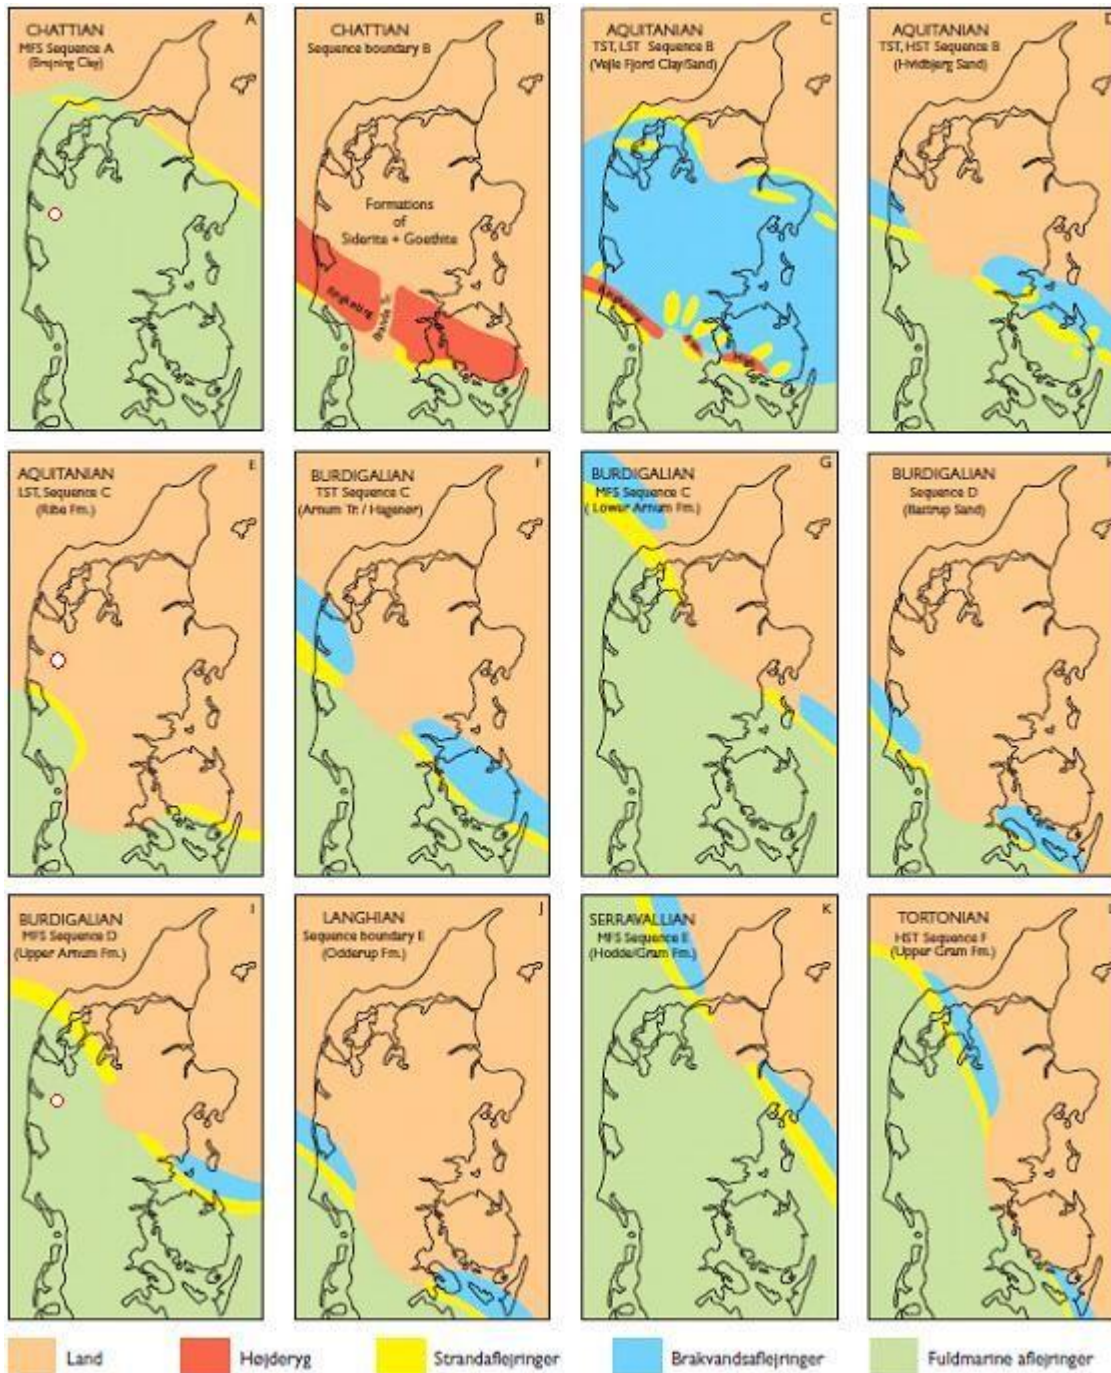 A
CHATTIAN
MFS Sequence A
(Brejning Clay)
B
CHATTIAN
Sequence boundary B
Formations
of
Siderite + Goethite
Ringkøbing
Brande Tr.
C
AQUITANIAN
TST, LST Sequence B
(Vejle Fjord Clay/Sand)
D
AQUITANIAN
TST, HST Sequence B
(Hvidbjerg Sand)
E
AQUITANIAN
LST, Sequence C
(Ribe Fm.)
F
BURDIGALIAN
TST Sequence C
(Arnum Tr. / Hagenør)
G
BURDIGALIAN
MFS Sequence C
( Lower Arnum Fm.)
H
BURDIGALIAN
Sequence D
(Bastrup Sand)
I
BURDIGALIAN
MFS Sequence D
(Upper Arnum Fm.)
J
LANGHIAN
Sequence boundary E
(Odderup Fm.)
K
SERRAVALLIAN
MFS Sequence E
(Hodde/Gram Fm.)
L
TORTONIAN
HST Sequence F
(Upper Gram Fm.)
Land
Højderyg
Strandaflejringer
Brakvandsaflejringer
Fuldmarine aflejringer